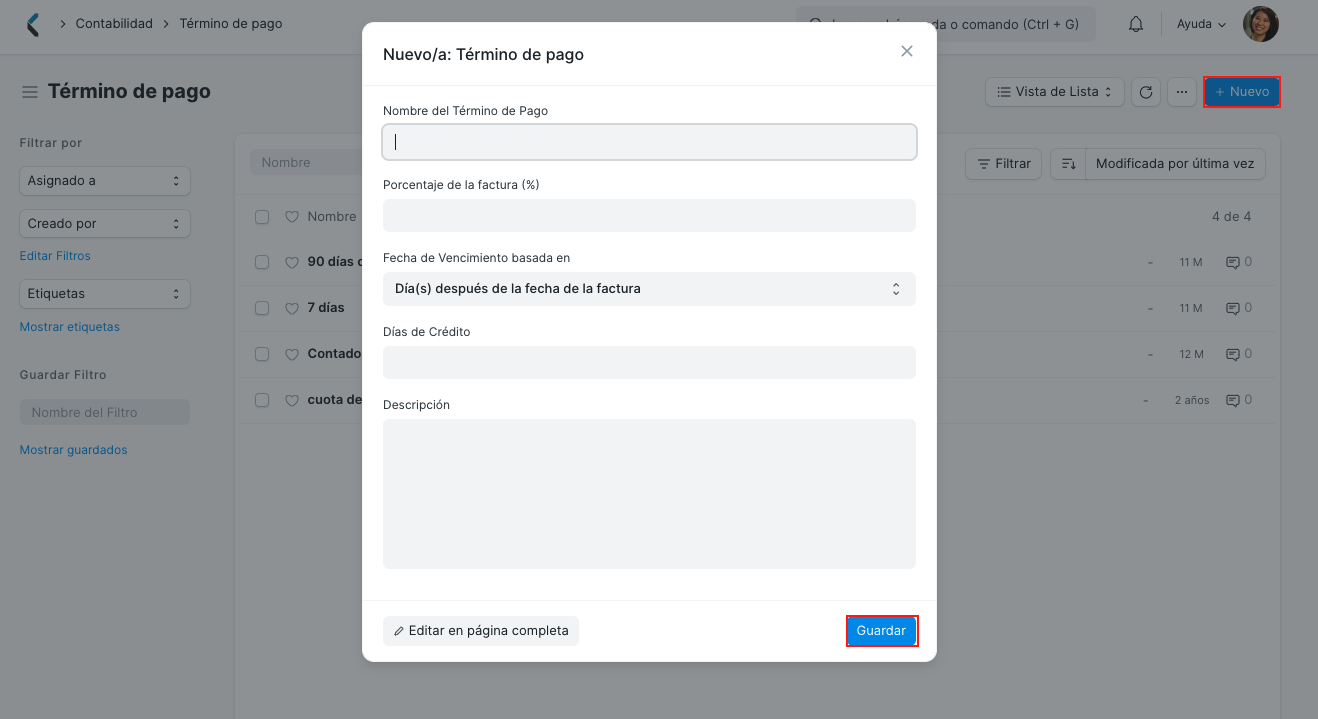 Contabilidad
Término de pago
da o comando (Ctrl + G)
Ayuda
Término de pago
Vista de Lista
+ Nuevo
Filtrar por
Asignado a
Creado por
Editar Filtros
Etiquetas
Mostrar etiquetas
Guardar Filtro
Nombre del Filtro
Mostrar guardados
Nombre
Filtrar
Modificada por última vez
Nombre
4 de 4
90 días
- 11 M 0
7 días
- 11 M 0
Contado
- 12 M 0
cuota de
- 2 años 0
Nuevo/a: Término de pago
Nombre del Término de Pago
Porcentaje de la factura (%)
Fecha de Vencimiento basada en
Día(s) después de la fecha de la factura
Días de Crédito
Descripción
Editar en página completa
Guardar